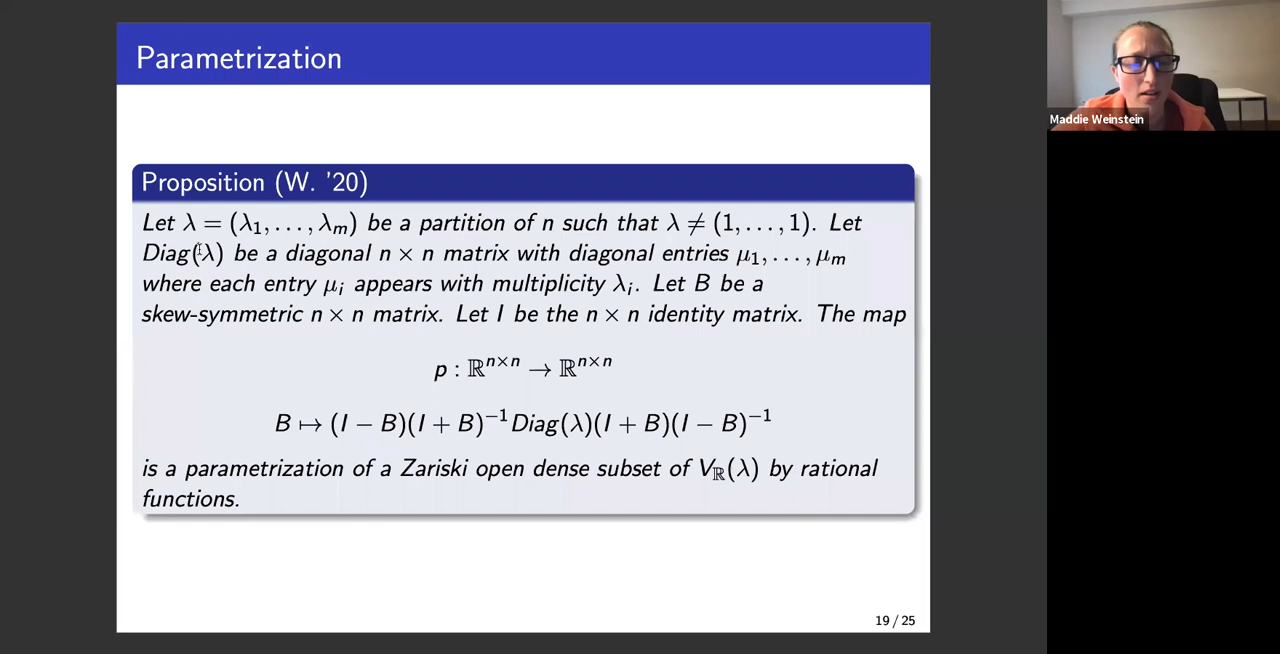 Parametrization
Maddie Weinstein
Proposition (W. '20)
Let λ = (λ₁, . . . , λₘ) be a partition of n such that λ ≠ (1, . . . , 1). Let
Diag(λ) be a diagonal n × n matrix with diagonal entries μ₁, . . . , μₘ
where each entry μᵢ appears with multiplicity λᵢ. Let B be a
skew-symmetric n × n matrix. Let I be the n × n identity matrix. The map
p : ℝⁿˣⁿ → ℝⁿˣⁿ
B ↦ (I − B)(I + B)⁻¹Diag(λ)(I + B)(I − B)⁻¹
is a parametrization of a Zariski open dense subset of V_ℝ(λ) by rational
functions.
19 / 25